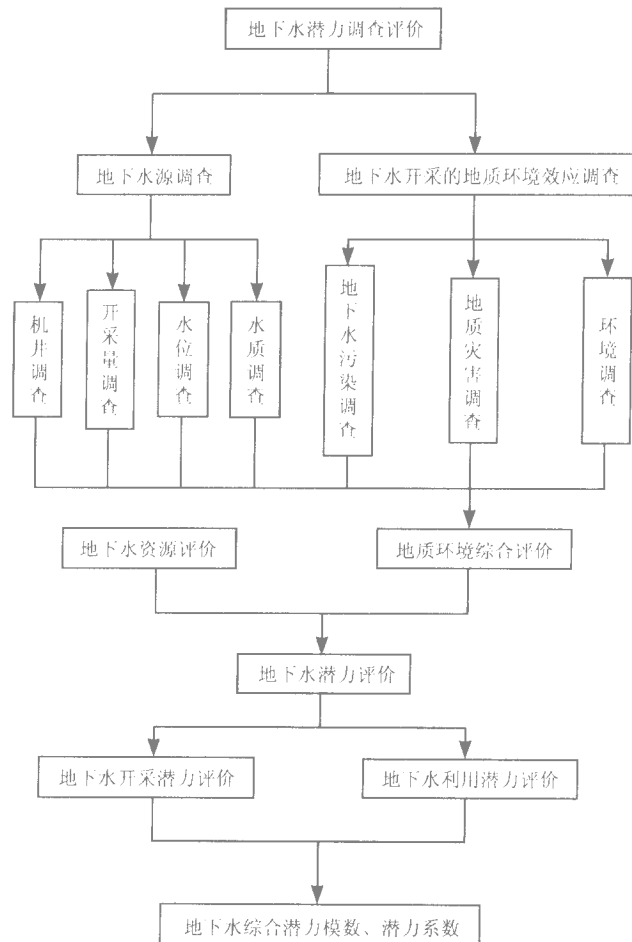 地下水潜力调查评价
地下水源调查
地下水开采的地质环境效应调查
机井调查
开采量调查
水位调查
水质调查
地下水污染调查
地质灾害调查
环境调查
地下水资源评价
地质环境综合评价
地下水潜力评价
地下水开采潜力评价
地下水利用潜力评价
地下水综合潜力模数、潜力系数